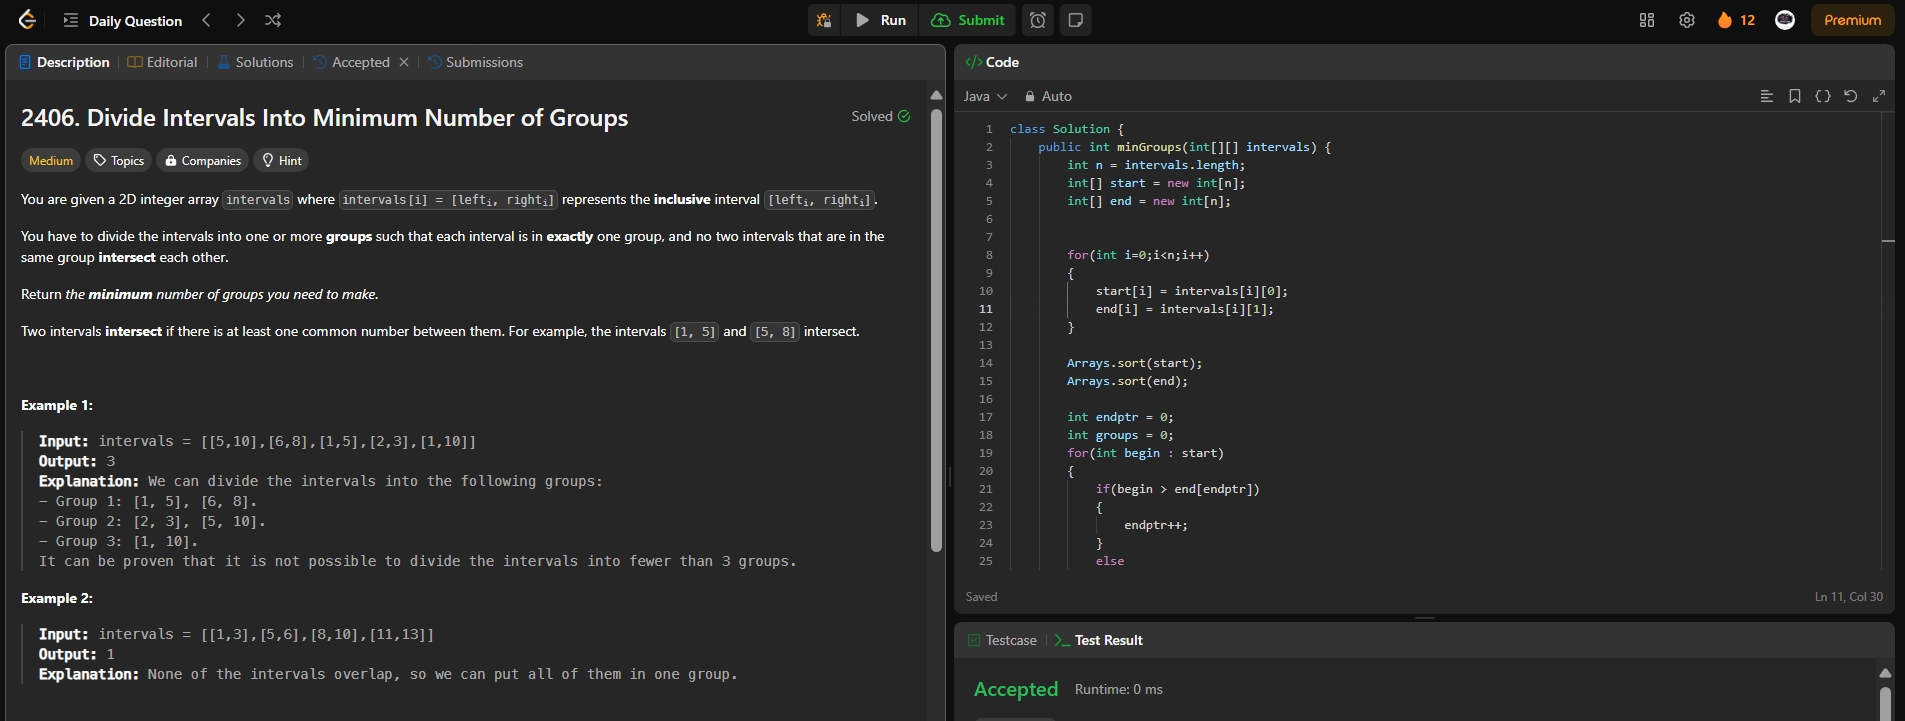 Daily Question
Run
Submit
12
Premium
Description
Editorial
Solutions
Accepted
Submissions
2406. Divide Intervals Into Minimum Number of Groups
Solved
Medium
Topics
Companies
Hint
You are given a 2D integer array intervals where intervals[i] = [leftᵢ, rightᵢ] represents the inclusive interval [leftᵢ, rightᵢ].
You have to divide the intervals into one or more groups such that each interval is in exactly one group, and no two intervals that are in the
same group intersect each other.
Return the minimum number of groups you need to make.
Two intervals intersect if there is at least one common number between them. For example, the intervals [1, 5] and [5, 8] intersect.
Example 1:
Input: intervals = [[5,10],[6,8],[1,5],[2,3],[1,10]]
Output: 3
Explanation: We can divide the intervals into the following groups:
- Group 1: [1, 5], [6, 8].
- Group 2: [2, 3], [5, 10].
- Group 3: [1, 10].
It can be proven that it is not possible to divide the intervals into fewer than 3 groups.
Example 2:
Input: intervals = [[1,3],[5,6],[8,10],[11,13]]
Output: 1
Explanation: None of the intervals overlap, so we can put all of them in one group.
</> Code
Java
Auto
1 class Solution {
2 public int minGroups(int[][] intervals) {
3 int n = intervals.length;
4 int[] start = new int[n];
5 int[] end = new int[n];
6
7
8 for(int i=0;i<n;i++)
9 {
10 start[i] = intervals[i][0];
11 end[i] = intervals[i][1];
12 }
13
14 Arrays.sort(start);
15 Arrays.sort(end);
16
17 int endptr = 0;
18 int groups = 0;
19 for(int begin : start)
20 {
21 if(begin > end[endptr])
22 {
23 endptr++;
24 }
25 else
Saved
Ln 11, Col 30
Testcase
>_ Test Result
Accepted
Runtime: 0 ms